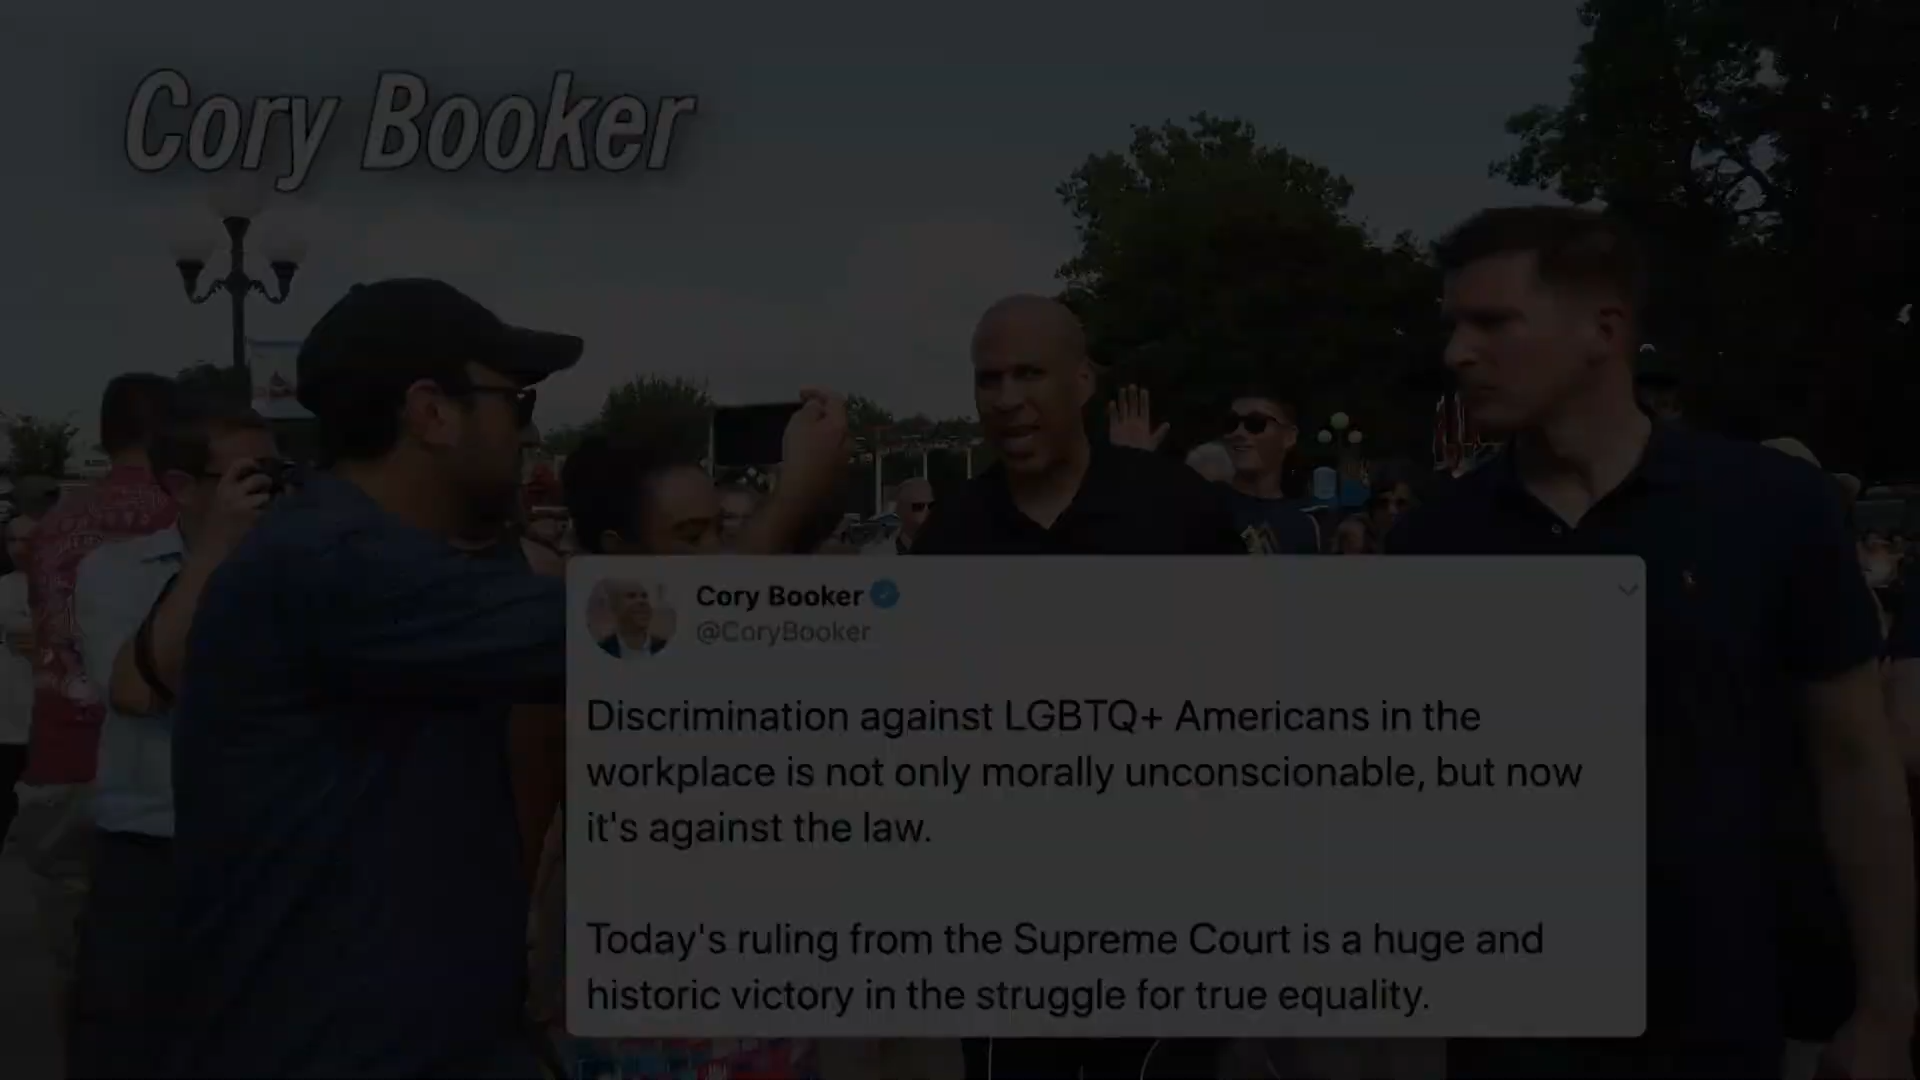 Cory Booker
Cory Booker
@CoryBooker
Discrimination against LGBTQ+ Americans in the
workplace is not only morally unconscionable, but now
it's against the law.
Today's ruling from the Supreme Court is a huge and
historic victory in the struggle for true equality.